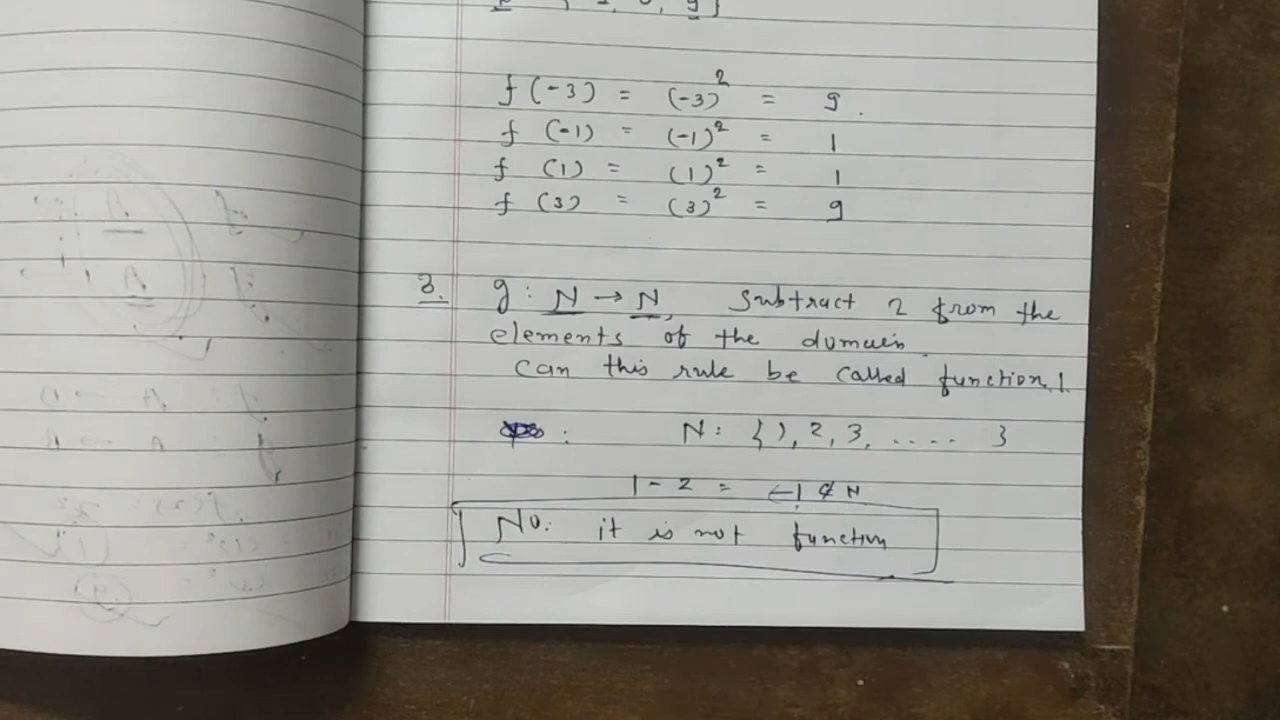 f (-3) = (-3)² = 9.
f (-1) = (-1)² = 1
f (1) = (1)² = 1
f (3) = (3)² = 9
3. g : N → N, Subtract 2 from the
elements of the domain.
Can this rule be called function.?
: N: {1, 2, 3, .... }
1 - 2 = -1 ∉ N
No: it is not function